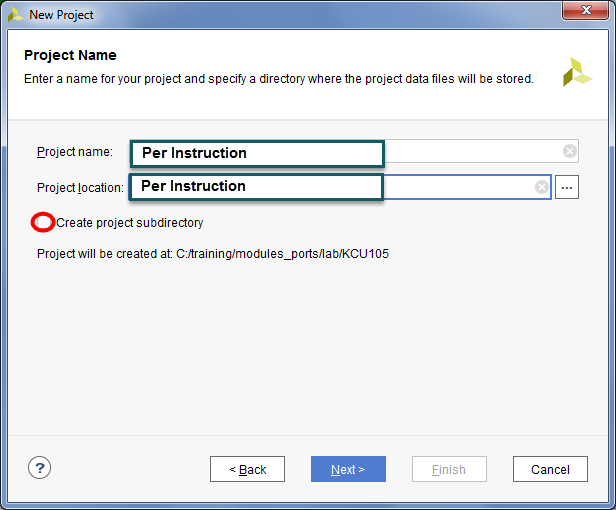 New Project
Project Name
Enter a name for your project and specify a directory where the project data files will be stored.
Project name: Per Instruction
Project location: Per Instruction ...
Create project subdirectory
Project will be created at: C:/training/modules_ports/lab/KCU105
? < Back Next > Finish Cancel